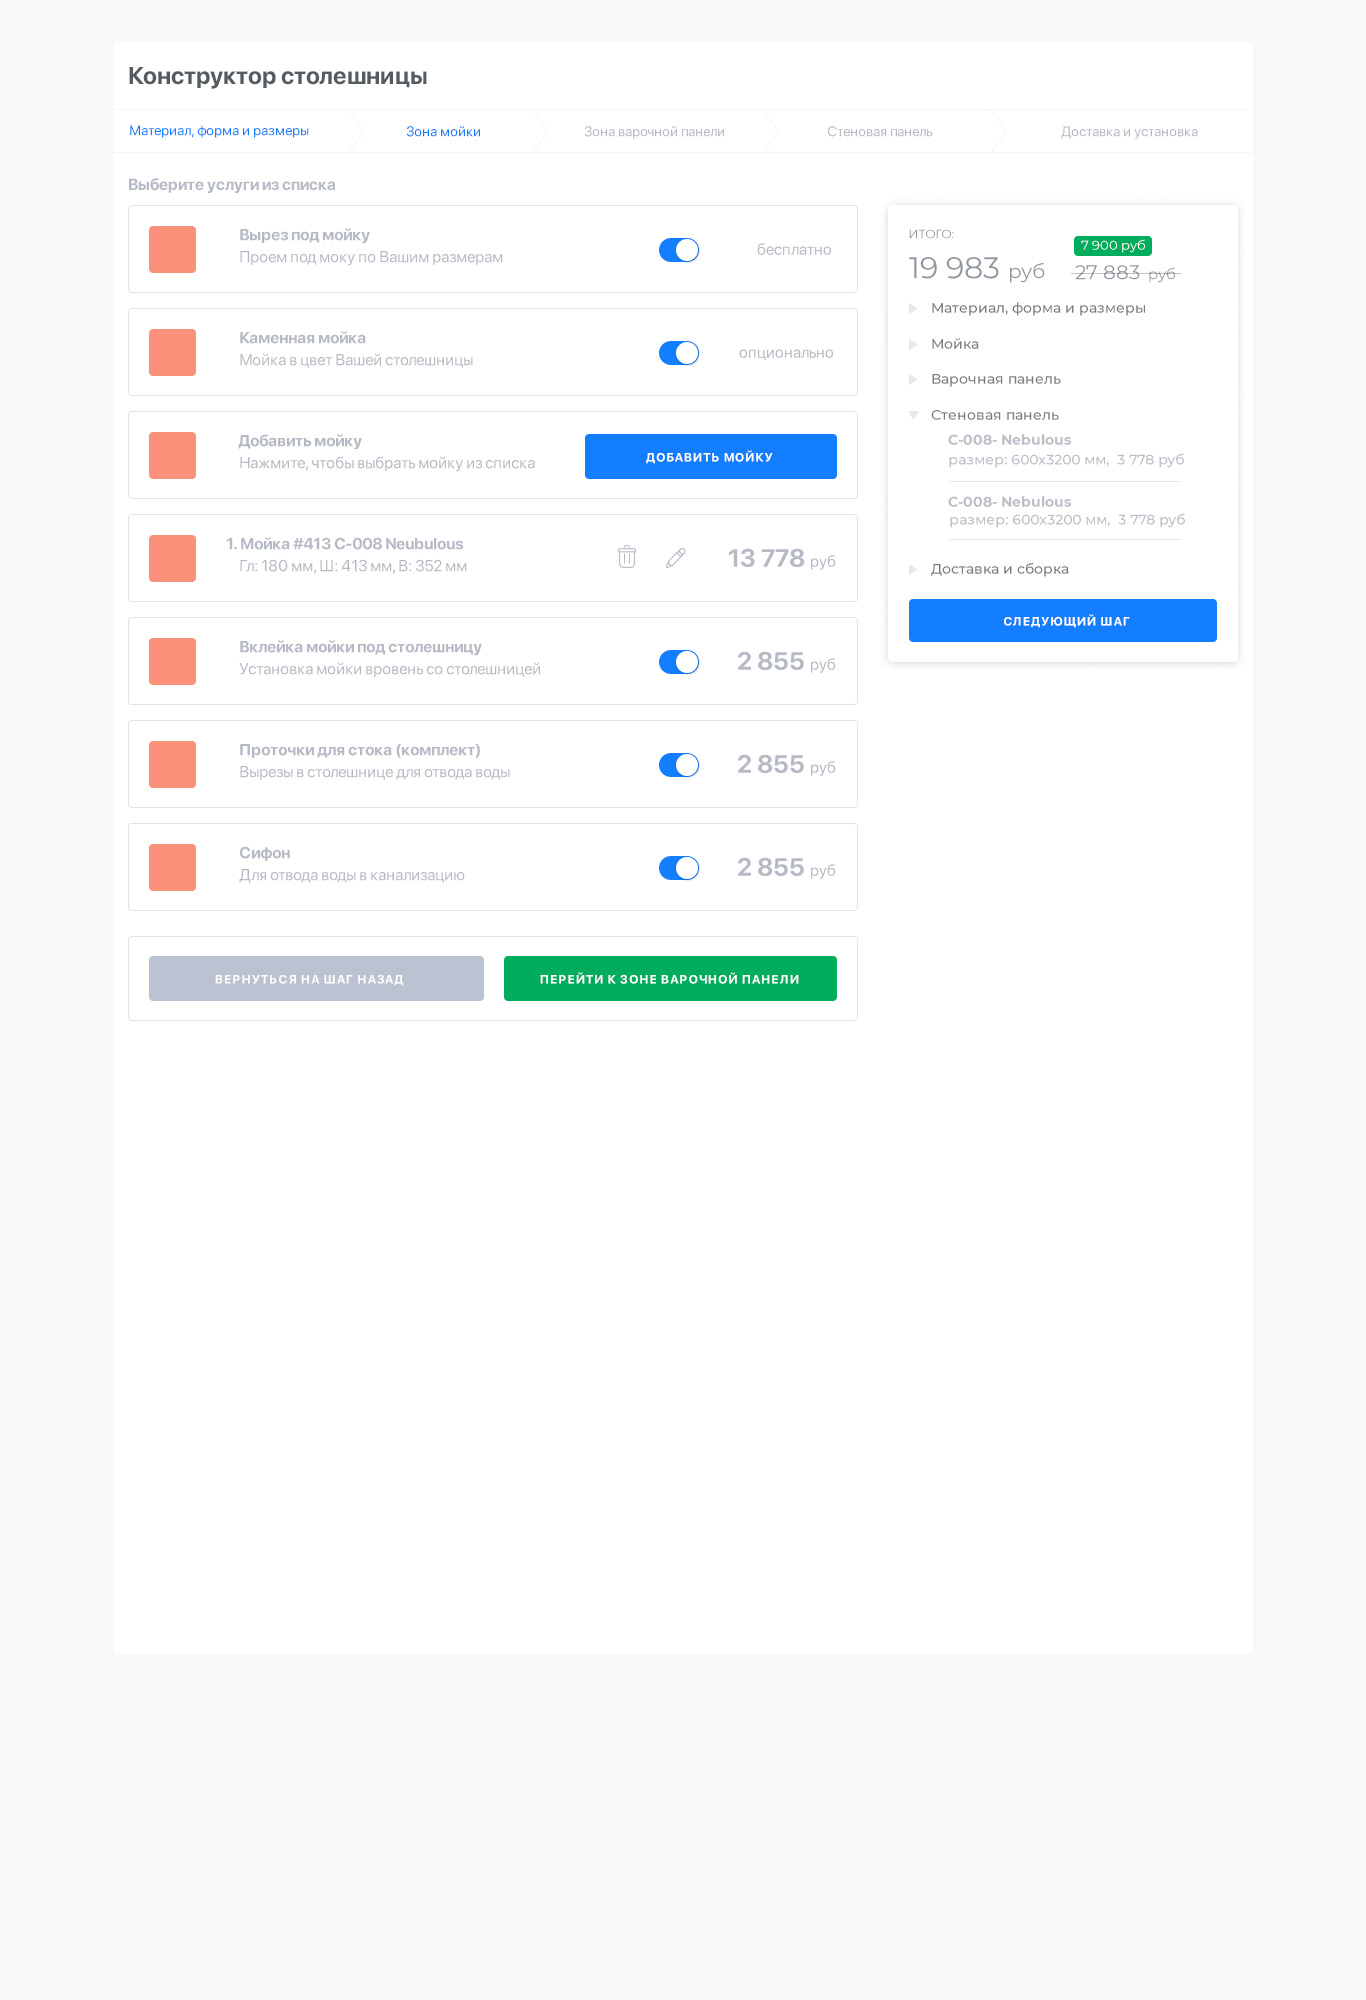 Конструктор столешницы
Материал, форма и размеры
Зона мойки
Зона варочной панели
Стеновая панель
Доставка и установка
Выберите услуги из списка
Вырез под мойку
Проем под моку по Вашим размерам
бесплатно
Каменная мойка
Мойка в цвет Вашей столешницы
опционально
Добавить мойку
Нажмите, чтобы выбрать мойку из списка
ДОБАВИТЬ МОЙКУ
1. Мойка #413 C-008 Neubulous
Гл: 180 мм, Ш: 413 мм, В: 352 мм
13 778 руб
Вклейка мойки под столешницу
Установка мойки вровень со столешницей
2 855 руб
Проточки для стока (комплект)
Вырезы в столешнице для отвода воды
2 855 руб
Сифон
Для отвода воды в канализацию
2 855 руб
ВЕРНУТЬСЯ НА ШАГ НАЗАД
ПЕРЕЙТИ К ЗОНЕ ВАРОЧНОЙ ПАНЕЛИ
ИТОГО:
7 900 руб
19 983 руб
27 883 руб
Материал, форма и размеры
Мойка
Варочная панель
Стеновая панель
C-008- Nebulous
размер: 600х3200 мм, 3 778 руб
C-008- Nebulous
размер: 600х3200 мм, 3 778 руб
Доставка и сборка
СЛЕДУЮЩИЙ ШАГ